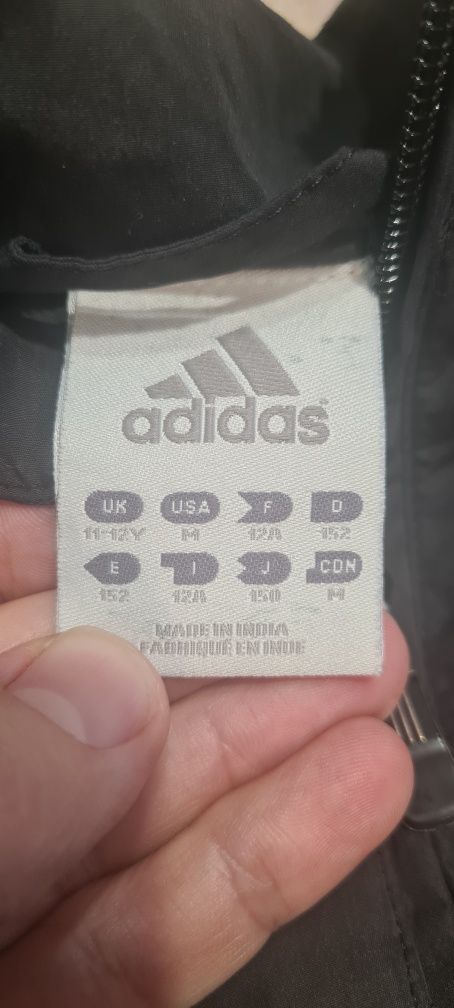 adidas
UK USA F D
11-12Y M 12A 152
E I J CDN
152 12A 150 M
MADE IN INDIA
FABRIQUÉ EN INDE